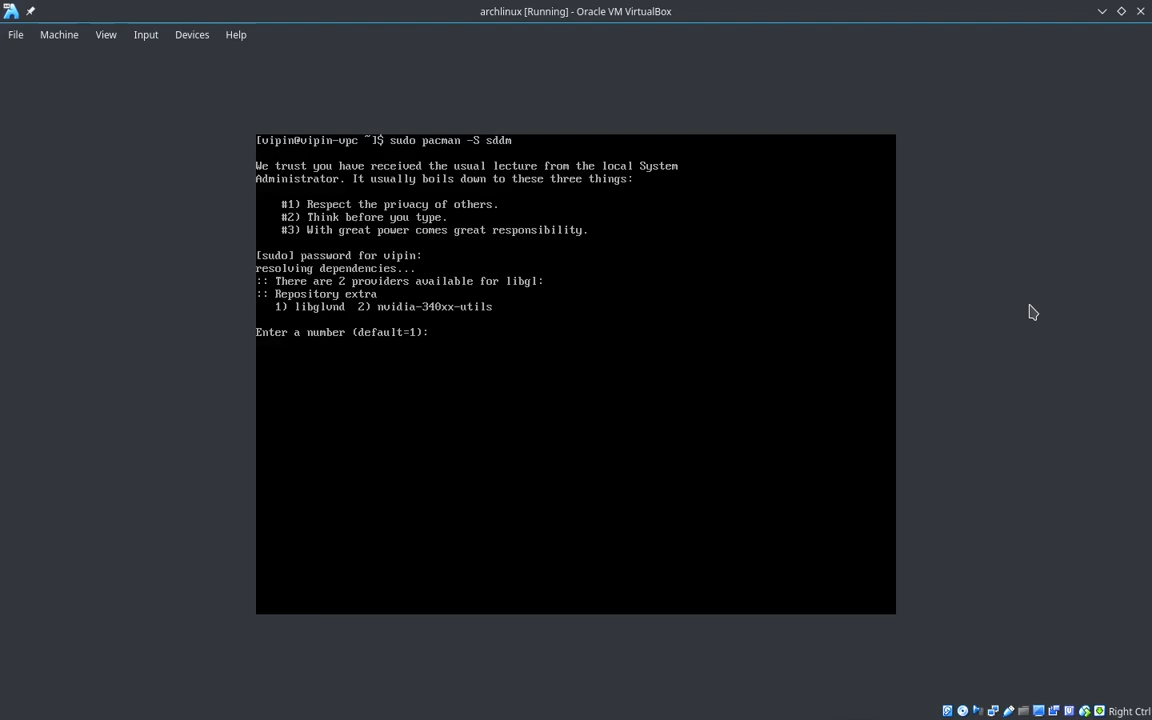 archlinux [Running] - Oracle VM VirtualBox
File Machine View Input Devices Help
[vipin@vipin-vpc ~]$ sudo pacman -S sddm
We trust you have received the usual lecture from the local System
Administrator. It usually boils down to these three things:
#1) Respect the privacy of others.
#2) Think before you type.
#3) With great power comes great responsibility.
[sudo] password for vipin:
resolving dependencies...
:: There are 2 providers available for libgl:
:: Repository extra
1) libglvnd 2) nvidia-340xx-utils
Enter a number (default=1):
Right Ctrl